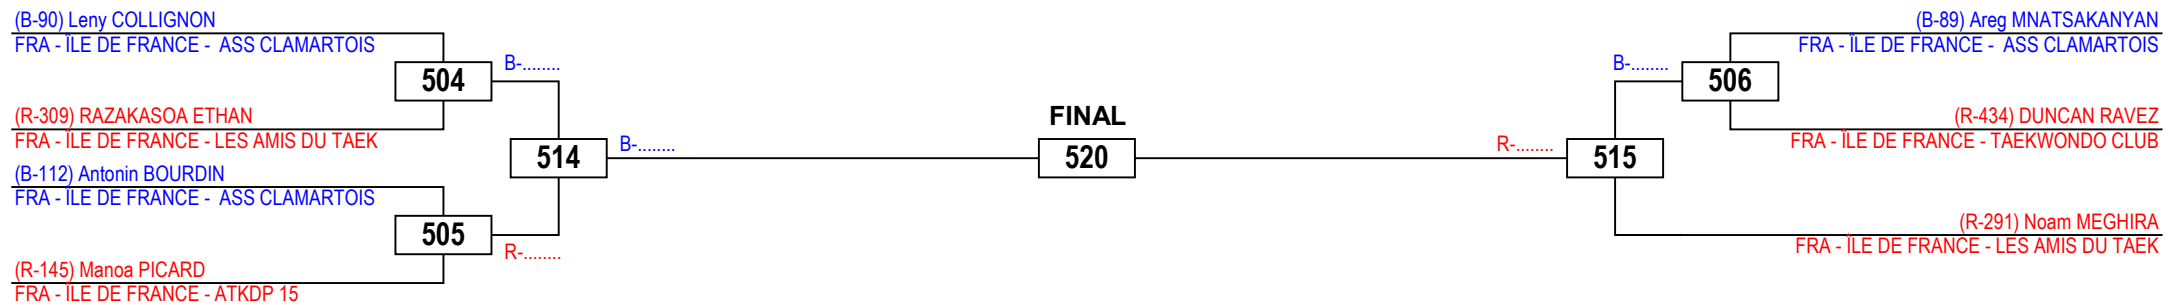 (B-90) Leny COLLIGNON
FRA - ÎLE DE FRANCE - ASS CLAMARTOIS
504
B-........
(R-309) RAZAKASOA ETHAN
FRA - ÎLE DE FRANCE - LES AMIS DU TAEK
514
B-........
(B-112) Antonin BOURDIN
FRA - ÎLE DE FRANCE - ASS CLAMARTOIS
505
R-........
(R-145) Manoa PICARD
FRA - ÎLE DE FRANCE - ATKDP 15
FINAL
520
(B-89) Areg MNATSAKANYAN
FRA - ÎLE DE FRANCE - ASS CLAMARTOIS
B-........
506
(R-434) DUNCAN RAVEZ
FRA - ÎLE DE FRANCE - TAEKWONDO CLUB
R-........
515
(R-291) Noam MEGHIRA
FRA - ÎLE DE FRANCE - LES AMIS DU TAEK